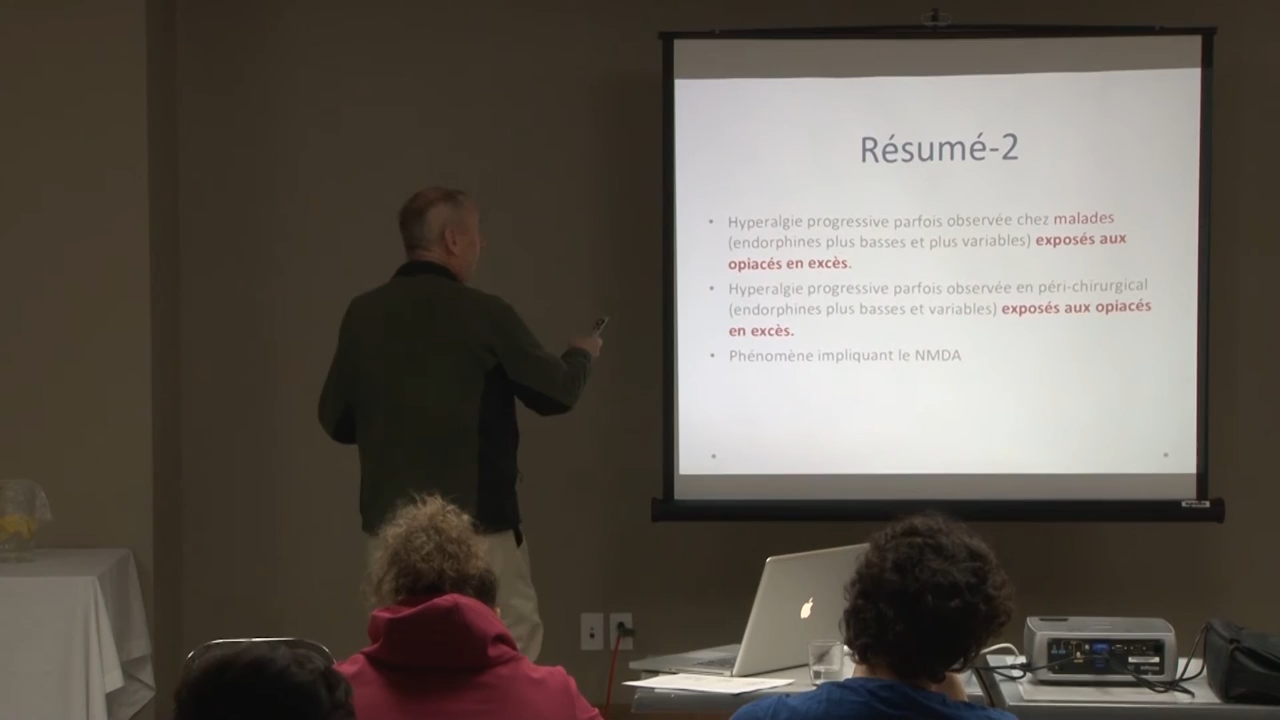 Résumé-2
• Hyperalgie progressive parfois observée chez malades
(endorphines plus basses et plus variables) exposés aux
opiacés en excès.
• Hyperalgie progressive parfois observée en péri-chirurgical
(endorphines plus basses et variables) exposés aux opiacés
en excès.
• Phénomène impliquant le NMDA